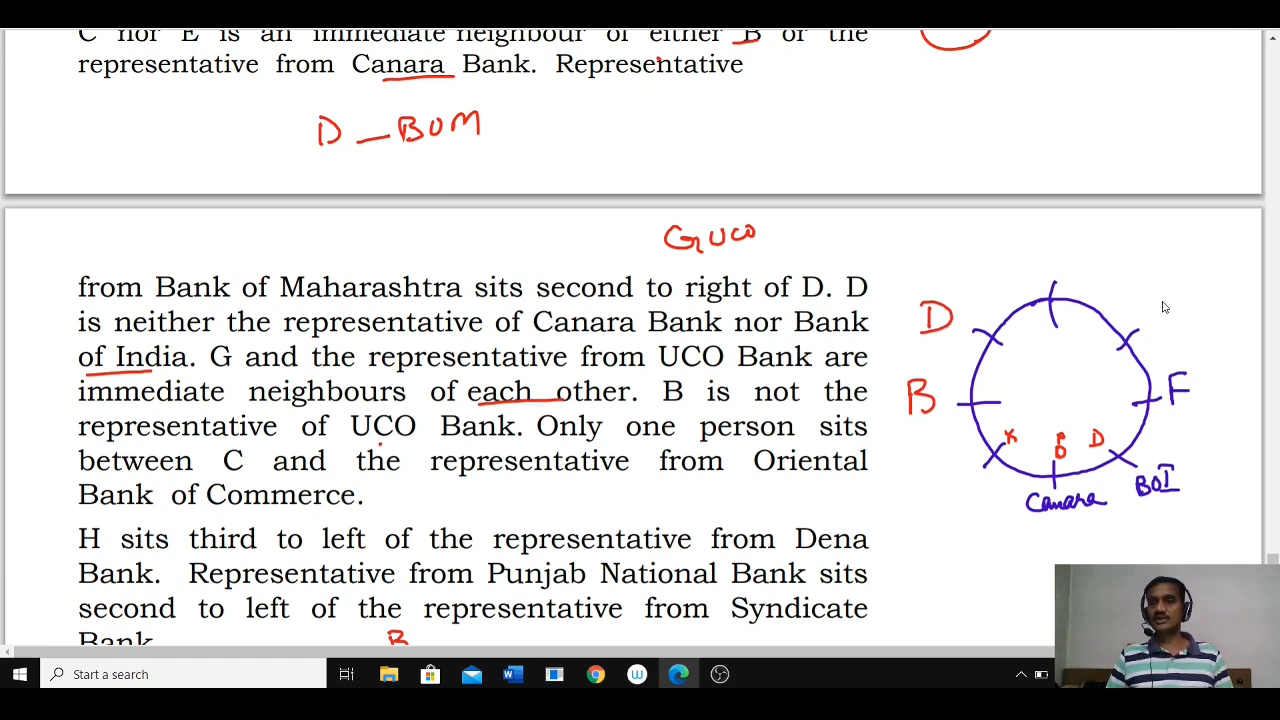 C nor E is an immediate neighbour of either B or the
representative from Canara Bank. Representative
D — BOM
G UCO
from Bank of Maharashtra sits second to right of D. D
is neither the representative of Canara Bank nor Bank
of India. G and the representative from UCO Bank are
immediate neighbours of each other. B is not the
representative of UCO Bank. Only one person sits
between C and the representative from Oriental
Bank of Commerce.
H sits third to left of the representative from Dena
Bank. Representative from Punjab National Bank sits
second to left of the representative from Syndicate
Bank
B
D
B
F
D
Canara
BOI
Start a search